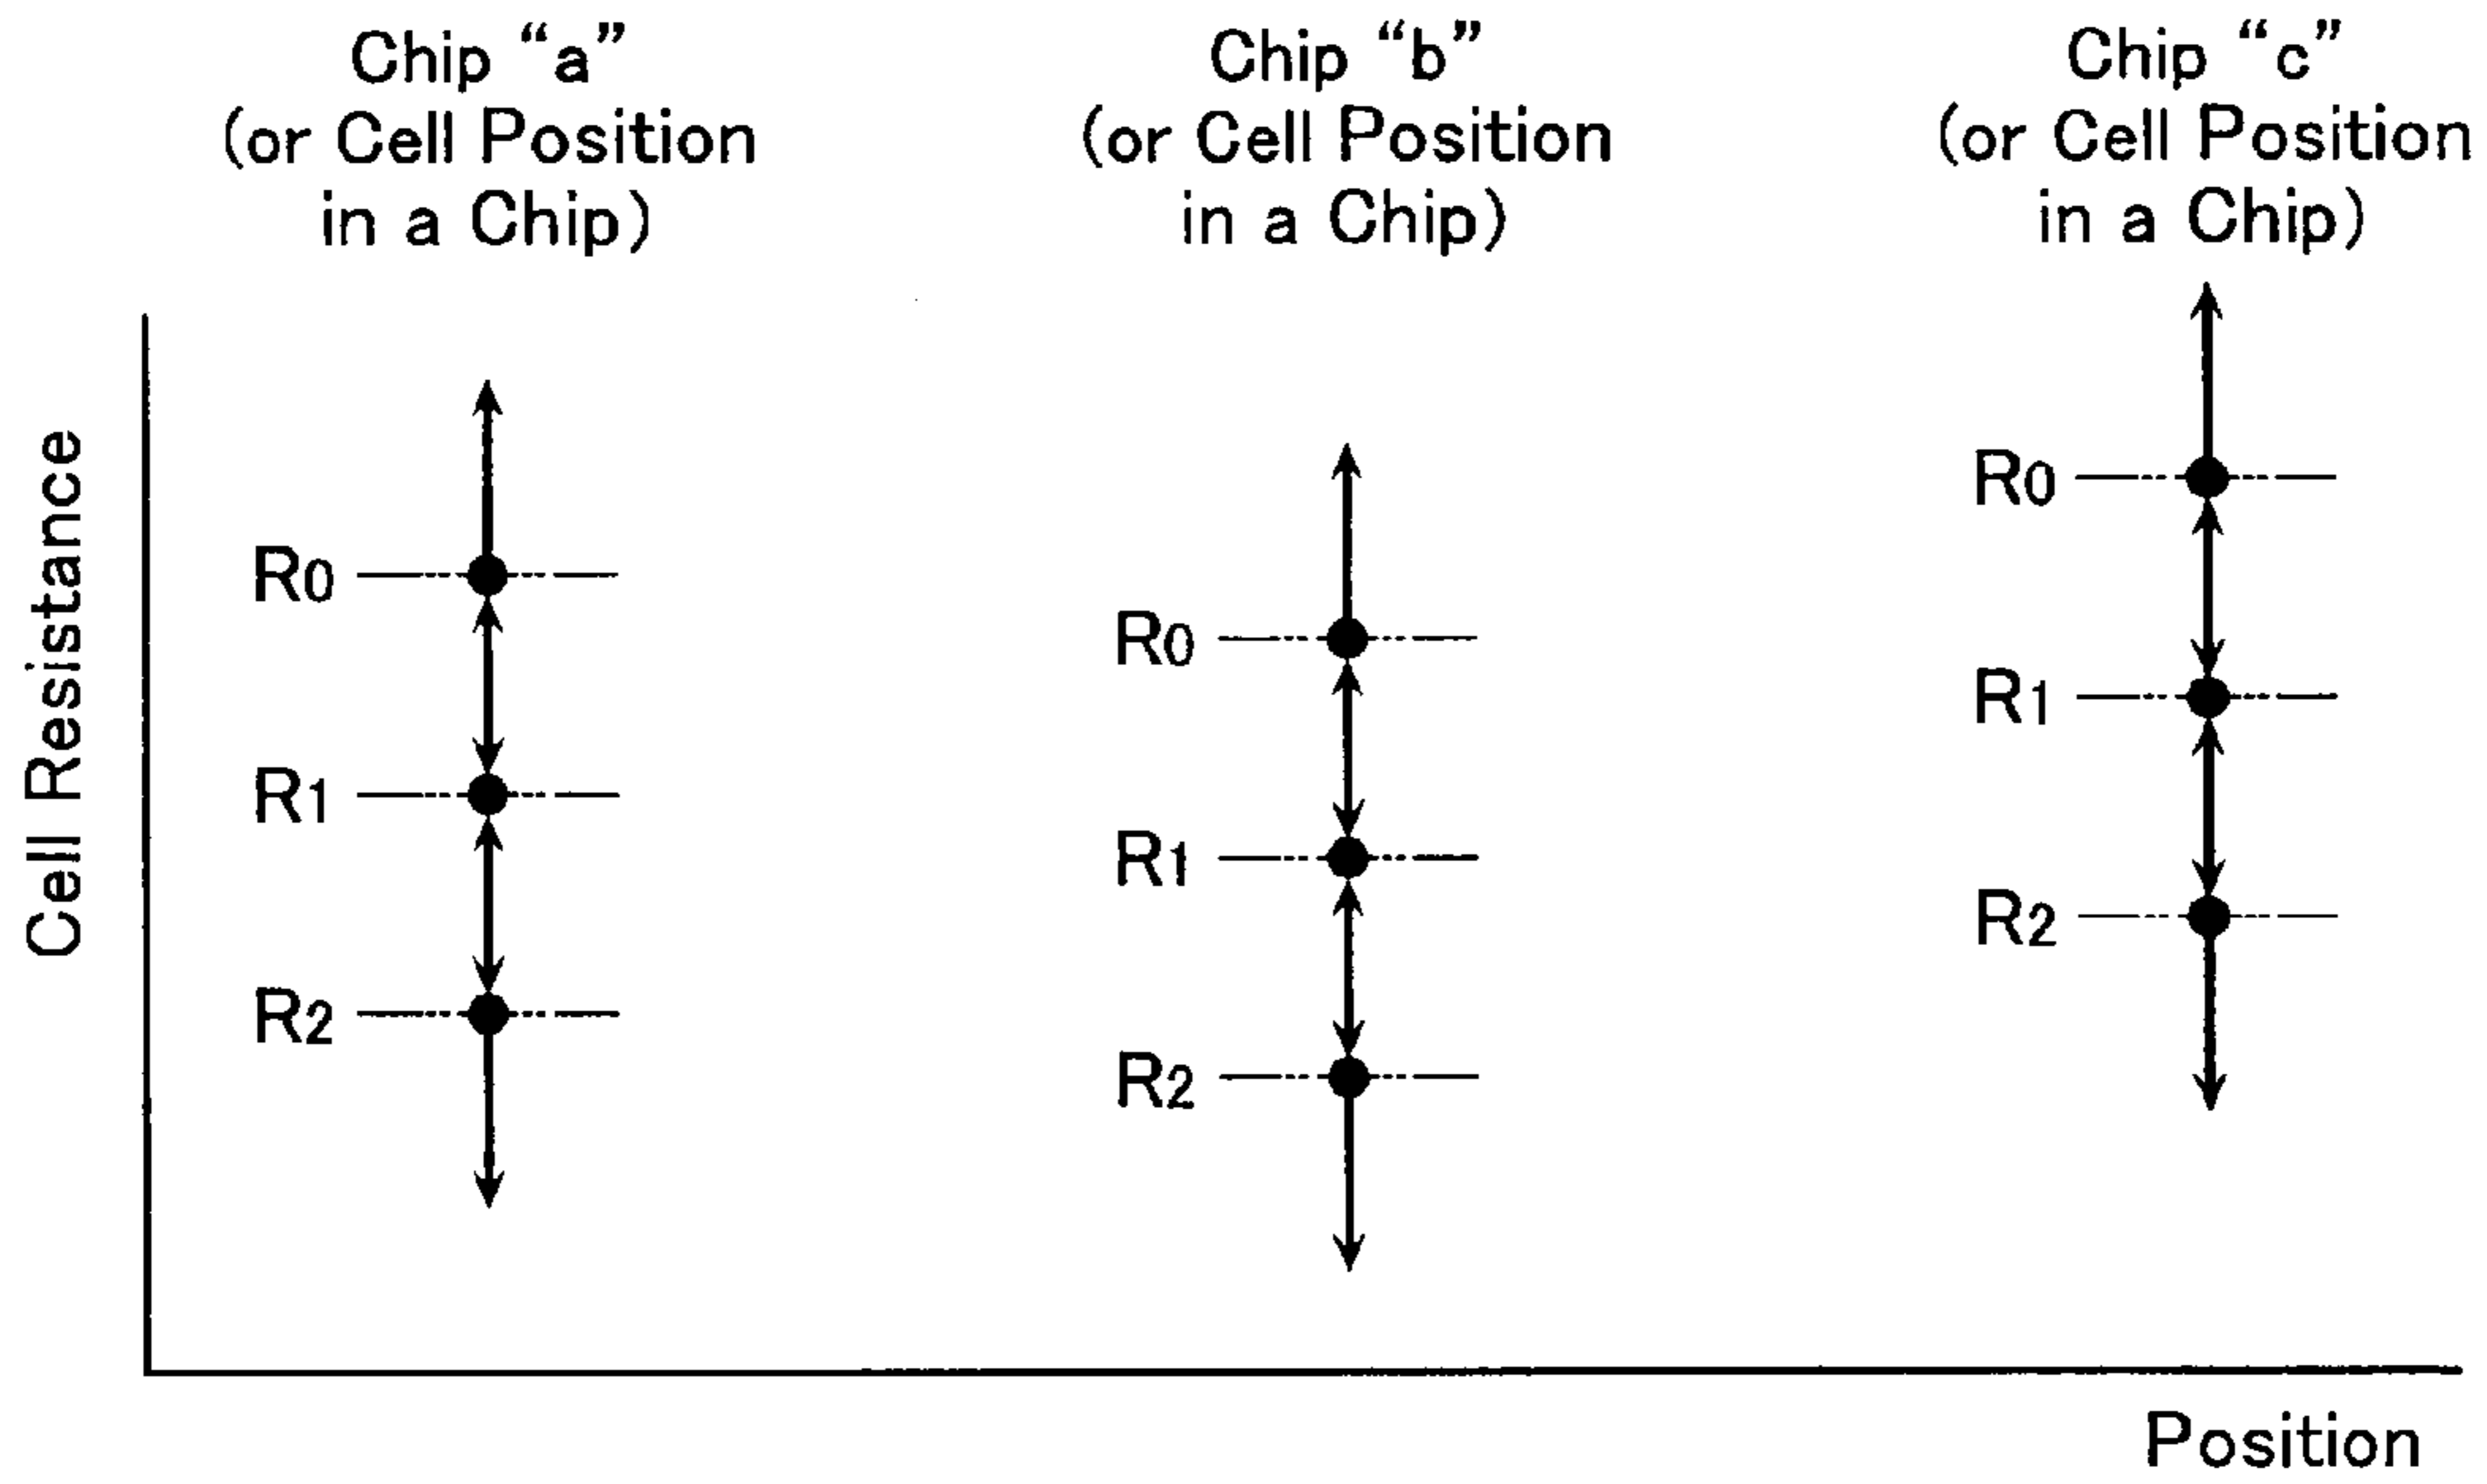 Chip “a”
(or Cell Position
in a Chip)
Chip “b”
(or Cell Position
in a Chip)
Chip “c”
(or Cell Position
in a Chip)
Cell Resistance
R0
R1
R2
R0
R1
R2
R0
R1
R2
Position